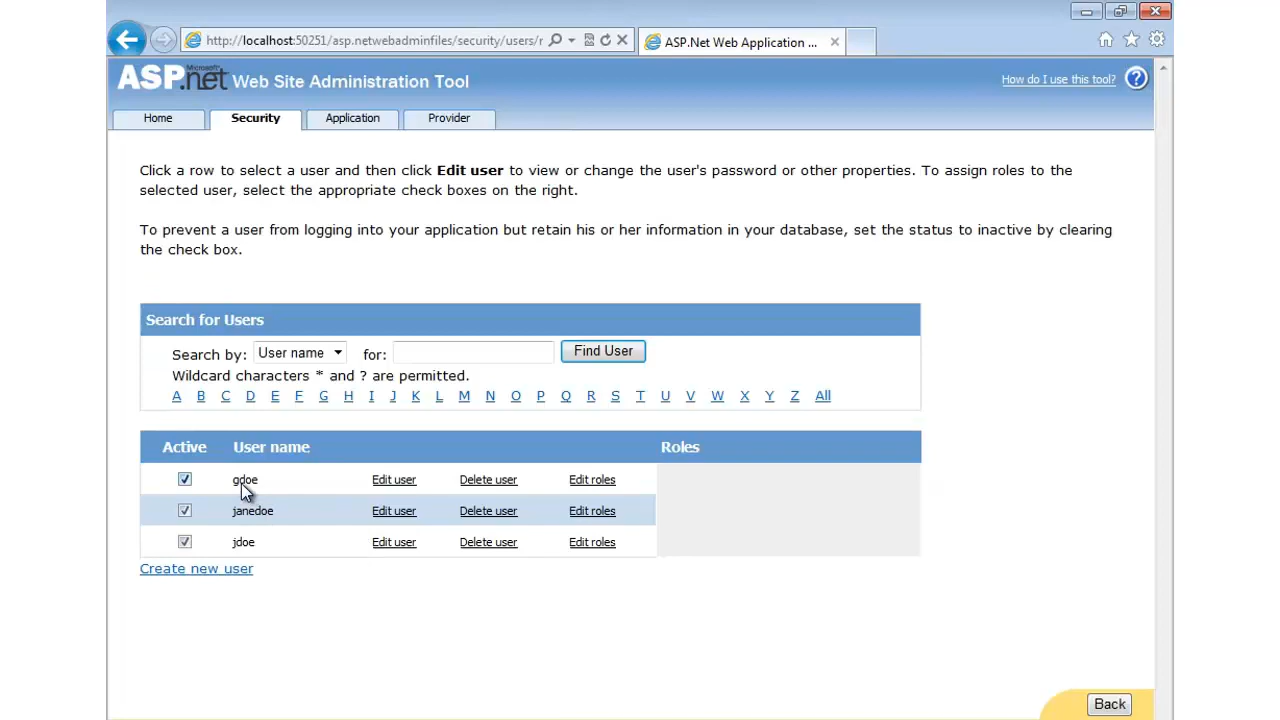 http://localhost:50251/asp.netwebadminfiles/security/users/r
ASP.Net Web Application ...
Microsoft
ASP.net Web Site Administration Tool
How do I use this tool?
?
Home Security Application Provider
Click a row to select a user and then click Edit user to view or change the user's password or other properties. To assign roles to the
selected user, select the appropriate check boxes on the right.
To prevent a user from logging into your application but retain his or her information in your database, set the status to inactive by clearing
the check box.
Search for Users
Search by: User name for: Find User
Wildcard characters * and ? are permitted.
A B C D E F G H I J K L M N O P Q R S T U V W X Y Z All
Active User name Roles
gdoe Edit user Delete user Edit roles
janedoe Edit user Delete user Edit roles
jdoe Edit user Delete user Edit roles
Create new user
Back